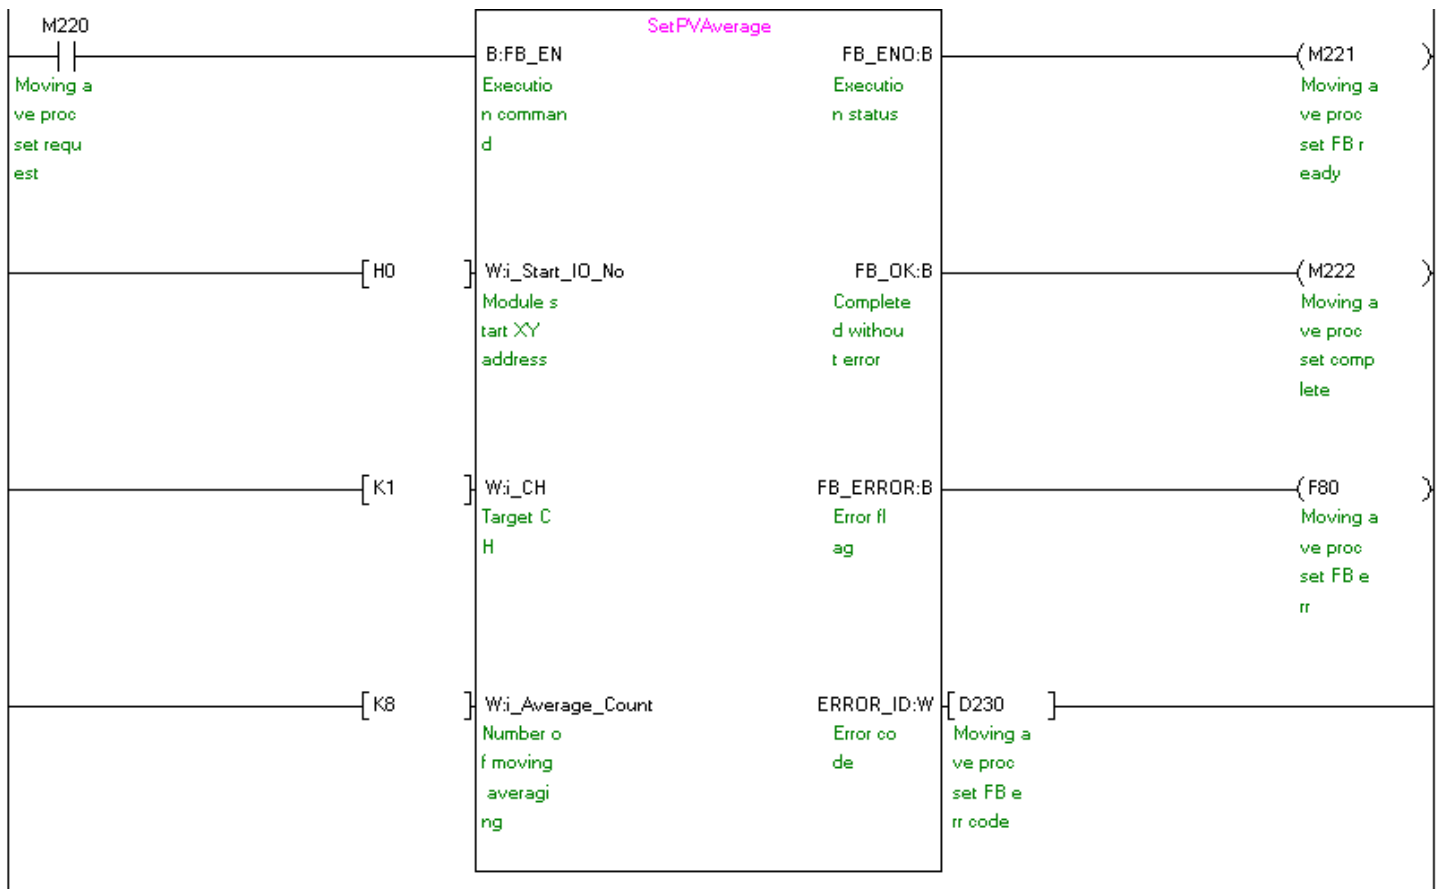 M220
SetPVAverage
B:FB_EN
FB_ENO:B
M221
Moving a
ve proc
set requ
est
Executio
n comman
d
Executio
n status
Moving a
ve proc
set FB r
eady
H0
W:i_Start_IO_No
FB_OK:B
M222
Module s
tart XY
address
Complete
d withou
t error
Moving a
ve proc
set comp
lete
K1
W:i_CH
FB_ERROR:B
F80
Target C
H
Error fl
ag
Moving a
ve proc
set FB e
rr
K8
W:i_Average_Count
ERROR_ID:W
D230
Number o
f moving
averagi
ng
Error co
de
Moving a
ve proc
set FB e
rr code